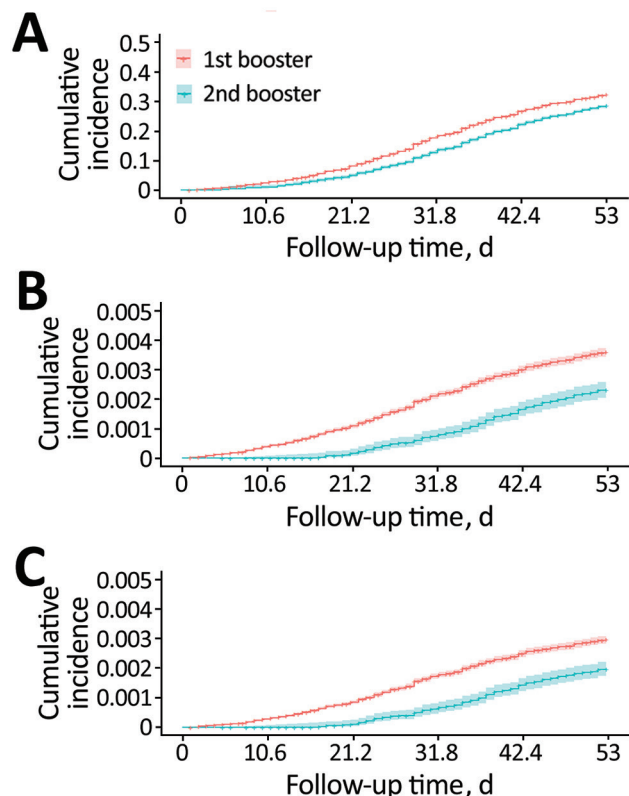 A
Cumulative
incidence
0.5
0.4
0.3
0.2
0.1
0
1st booster
2nd booster
0 10.6 21.2 31.8 42.4 53
Follow-up time, d
B
Cumulative
incidence
0.005
0.004
0.003
0.002
0.001
0
0 10.6 21.2 31.8 42.4 53
Follow-up time, d
C
Cumulative
incidence
0.005
0.004
0.003
0.002
0.001
0
0 10.6 21.2 31.8 42.4 53
Follow-up time, d